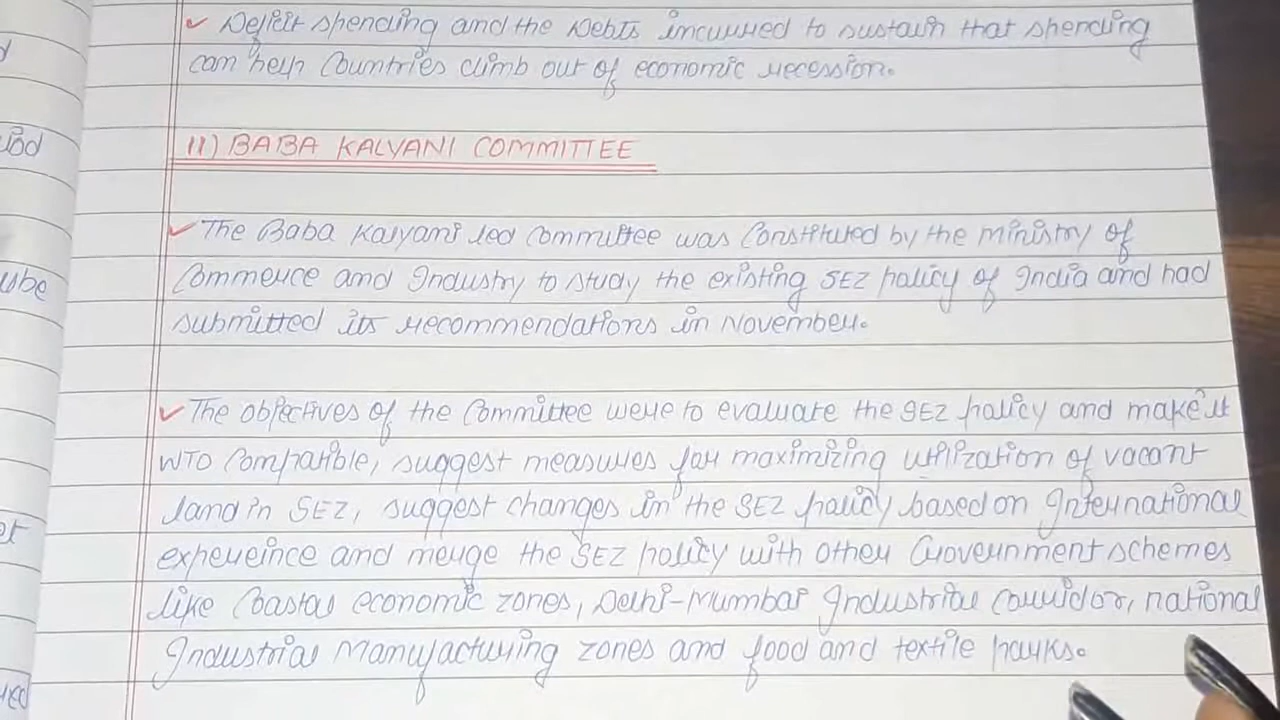 ✓ Deficit spending and the Debts incurred to sustain that spending
can help Countries climb out of economic recession.
11) BABA KALYANI COMMITTEE
✓ The Baba Kalyani led Committee was Constituted by the Ministry of
Commerce and Industry to study the existing SEZ policy of India and had
submitted its recommendations in November.
✓ The objectives of the Committee were to evaluate the SEZ policy and make it
WTO Compatible, suggest measures for maximizing utilization of vacant
land in SEZ, suggest changes in the SEZ policy based on International
expereince and merge the SEZ policy with other Government schemes
like Coastal economic zones, Delhi-Mumbai Industrial Corridor, national
Industrial Manufacturing zones and food and textile parks.